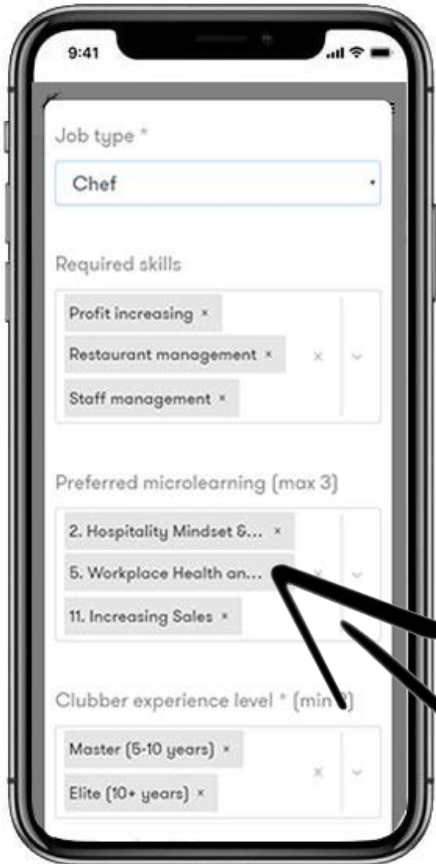 9:41
Job type *
Chef
Required skills
Profit increasing ×
Restaurant management ×
Staff management ×
Preferred microlearning (max 3)
2. Hospitality Mindset &... ×
5. Workplace Health an...
11. Increasing Sales ×
Clubber experience level * (min
Master (5-10 years) ×
Elite (10+ years) ×